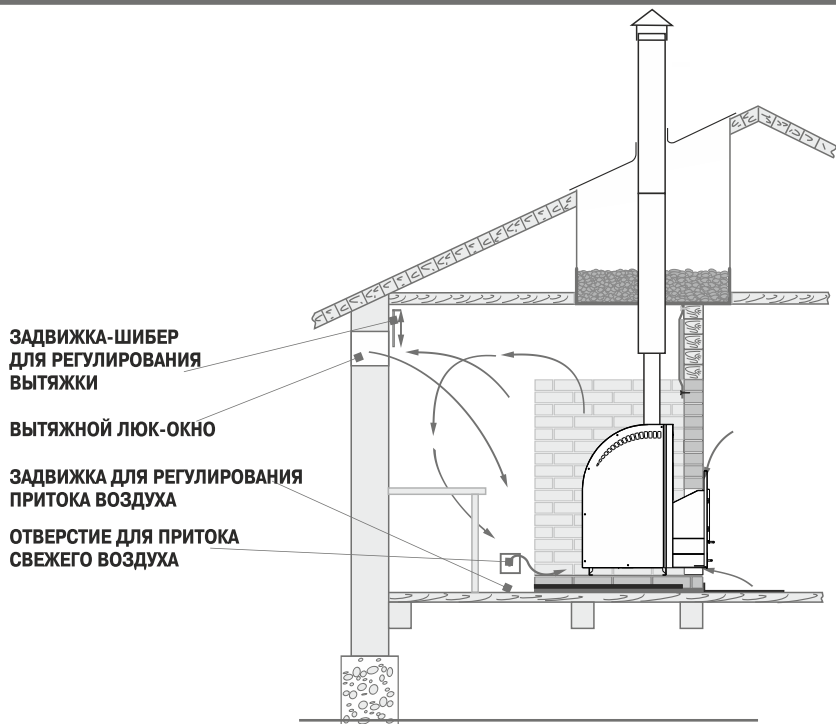 ЗАДВИЖКА-ШИБЕР
ДЛЯ РЕГУЛИРОВАНИЯ
ВЫТЯЖКИ
ВЫТЯЖНОЙ ЛЮК-ОКНО
ЗАДВИЖКА ДЛЯ РЕГУЛИРОВАНИЯ
ПРИТОКА ВОЗДУХА
ОТВЕРСТИЕ ДЛЯ ПРИТОКА
СВЕЖЕГО ВОЗДУХА